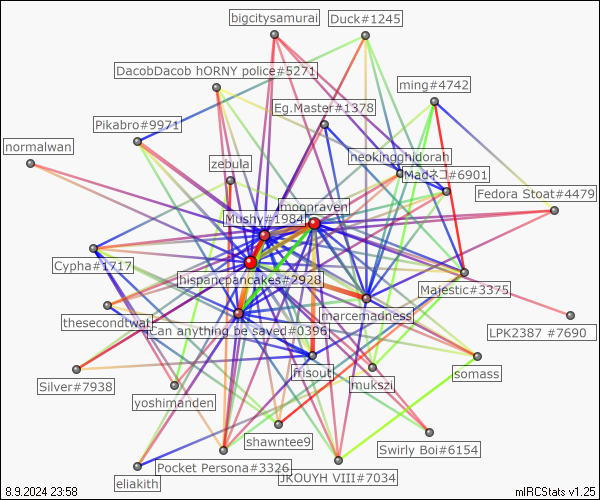 bigcitysamurai
Duck#1245
DacobDacob hORNY police#5271
ming#4742
Eg.Master#1378
Pikabro#9971
normalwan
neokingghidorah
zebula
Madネコ#6901
Fedora Stoat#4479
moonraven
Mushy#1984
Cypha#1717
hispancpancakes#2928
Majestic#3375
marcemadness
thesecondtwat
Can anything be saved#0396
LPK2387 #7690
frisout
somass
Silver#7938
mukszi
yoshimanden
shawntee9
Swirly Boi#6154
Pocket Persona#3326
eliakith
JKOUYH VIII#7034
8.9.2024 23:58
mIRCStats v1.25